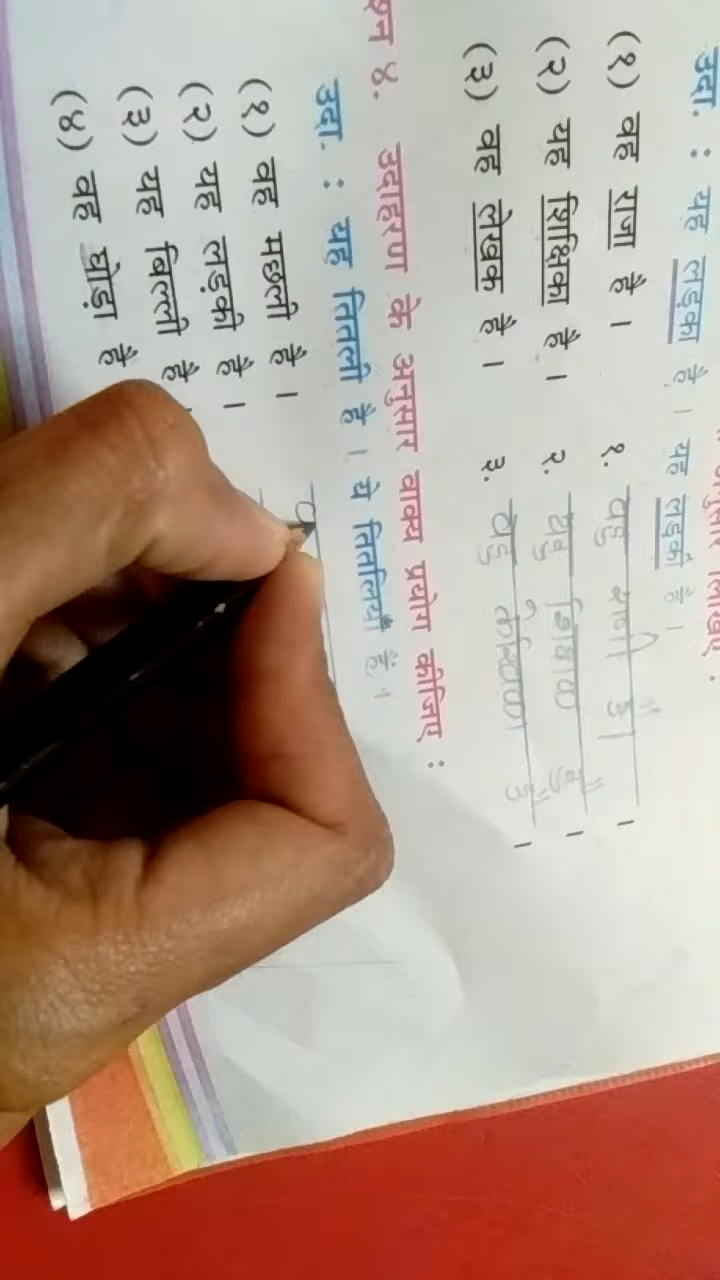 अनुसार लिखिए :
उदा. : यह लड़का है । यह लड़की है ।
(१) वह राजा है । १. वह रानी है। ।
(२) यह शिक्षिका है । २. यह शिक्षक है ।
(३) वह लेखक है । ३. वह लेखिका है ।
प्रश्न ४. उदाहरण के अनुसार वाक्य प्रयोग कीजिए :
उदा. : यह तितली है । ये तितलियाँ हैं ।
(१) वह मछली है ।
(२) यह लड़की है ।
(३) यह बिल्ली है ।
(४) वह घोड़ा है